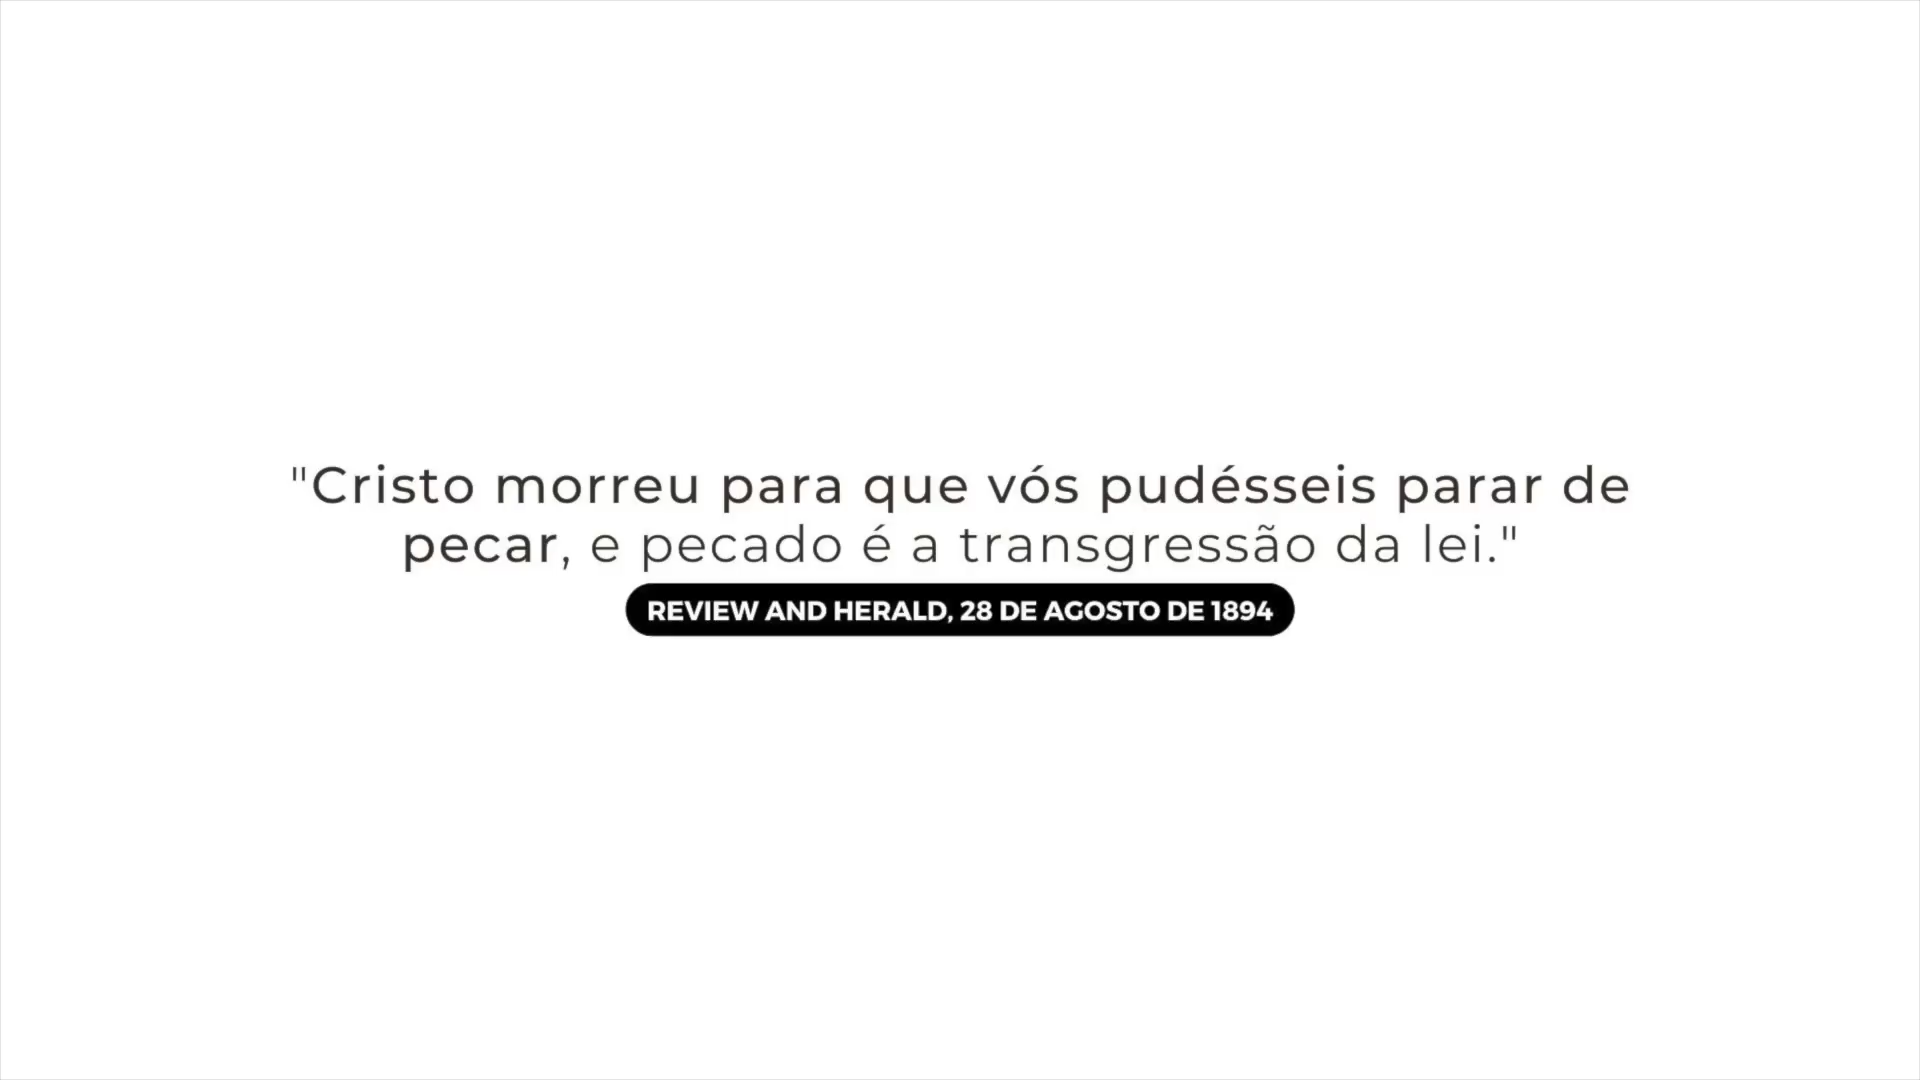 "Cristo morreu para que vós pudésseis parar de
pecar, e pecado é a transgressão da lei."
REVIEW AND HERALD, 28 DE AGOSTO DE 1894